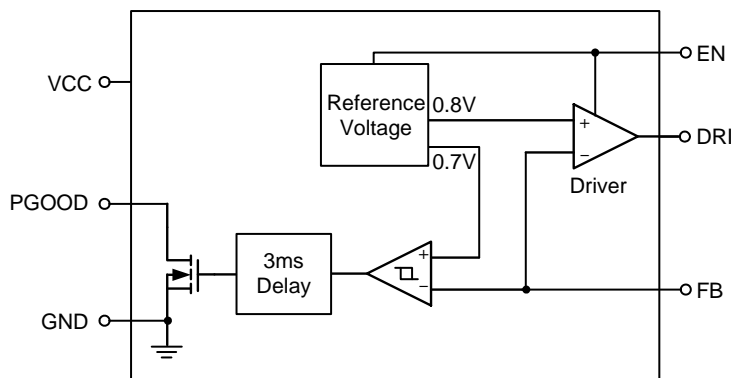 EN
VCC
Reference
Voltage
0.8V
0.7V
+
−
DRI
Driver
PGOOD
3ms
Delay
+
−
FB
GND